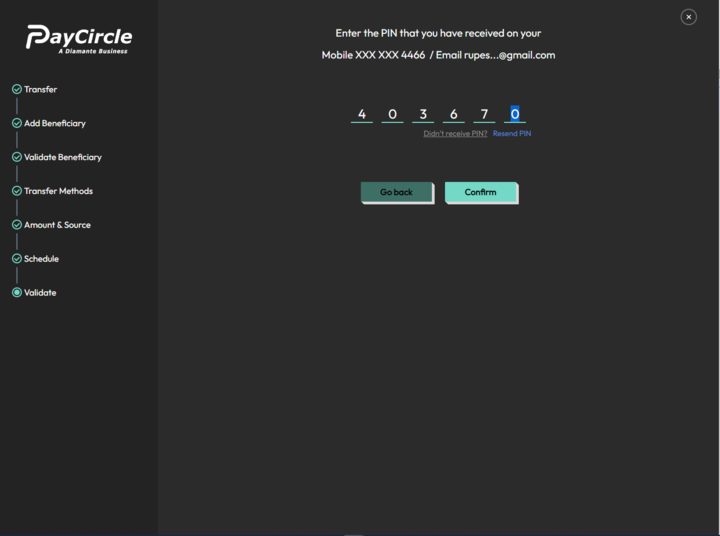 PayCircle
A Diamante Business
Transfer
Add Beneficiary
Validate Beneficiary
Transfer Methods
Amount & Source
Schedule
Validate
Enter the PIN that you have received on your
Mobile XXX XXX 4466 / Email rupes...@gmail.com
4 0 3 6 7 0
Didn't receive PIN? Resend PIN
Go back Confirm